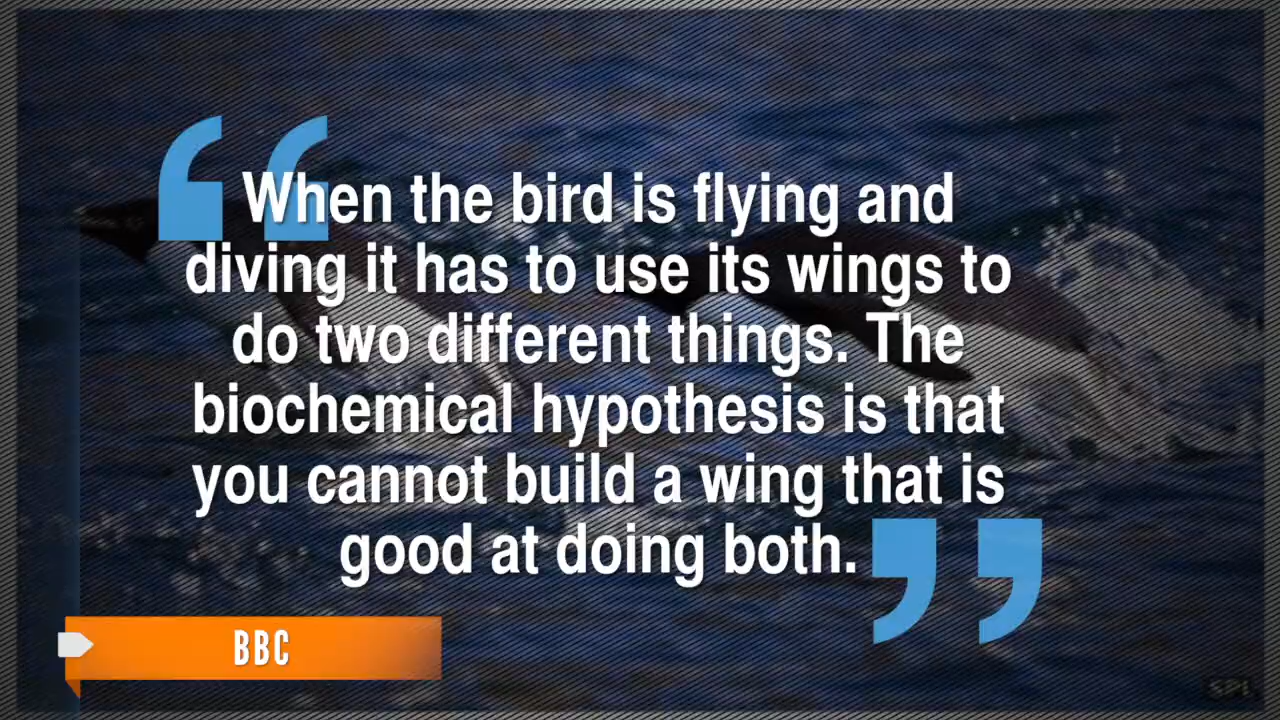 “When the bird is flying and
diving it has to use its wings to
do two different things. The
biochemical hypothesis is that
you cannot build a wing that is
good at doing both.”
BBC
SPL